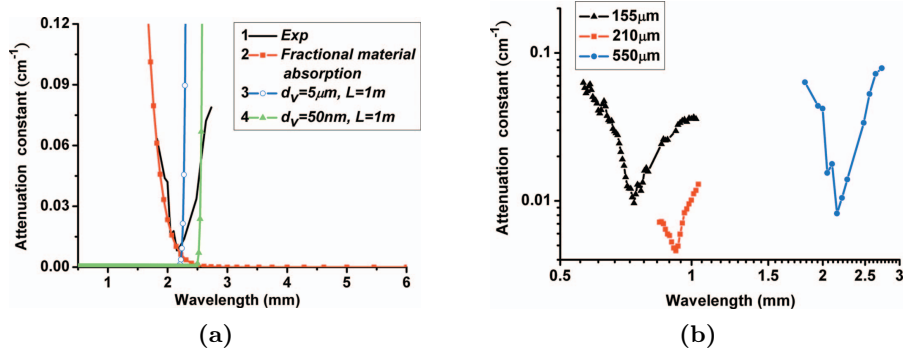 0.12
0.09
0.06
0.03
0.00
Attenuation constant (cm⁻¹)
1 Exp
2 Fractional material
absorption
3 dᵥ=5μm, L=1m
4 dᵥ=50nm, L=1m
1 2 3 4 5 6
Wavelength (mm)
(a)
155μm
210μm
550μm
0.1
0.01
Attenuation constant (cm⁻¹)
0.5 1 1.5 2 2.5 3
Wavelength (mm)
(b)